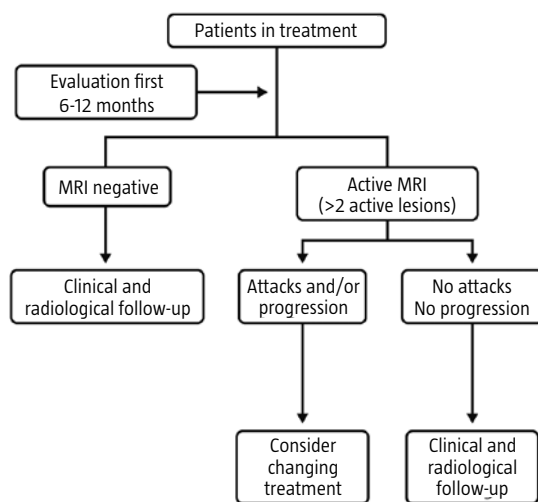 Patients in treatment
Evaluation first
6-12 months
MRI negative
Active MRI
(>2 active lesions)
Clinical and
radiological follow-up
Attacks and/or
progression
No attacks
No progression
Consider
changing
treatment
Clinical and
radiological
follow-up